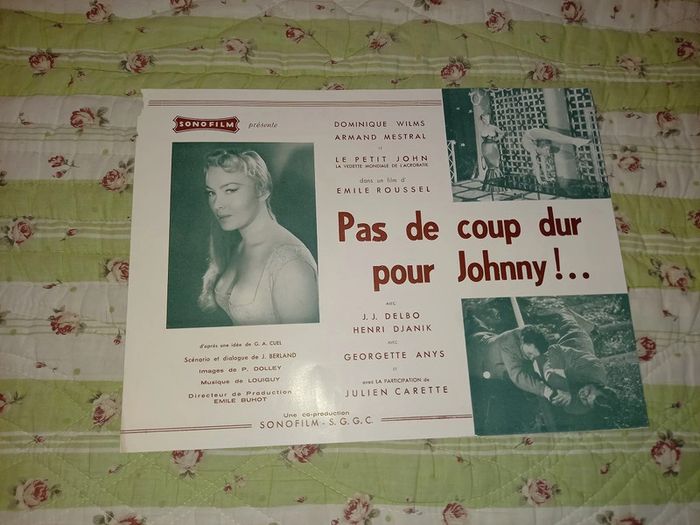 SONOFILM présente
DOMINIQUE WILMS
ARMAND MESTRAL
et
LE PETIT JOHN
LA VEDETTE MONDIALE DE L'ACROBATIE
dans un film d'
EMILE ROUSSEL
Pas de coup dur
pour Johnny!..
avec
J. J. DELBO
HENRI DJANIK
avec
GEORGETTE ANYS
et
avec LA PARTICIPATION de
JULIEN CARETTE
d'après une idée de G. A. CUEL
Scénario et dialogue de J. BERLAND
Images de P. DOLLEY
Musique de LOUIGUY
Directeur de Production
EMILE BUHOT
Une co-production
SONOFILM - S. G. G. C.